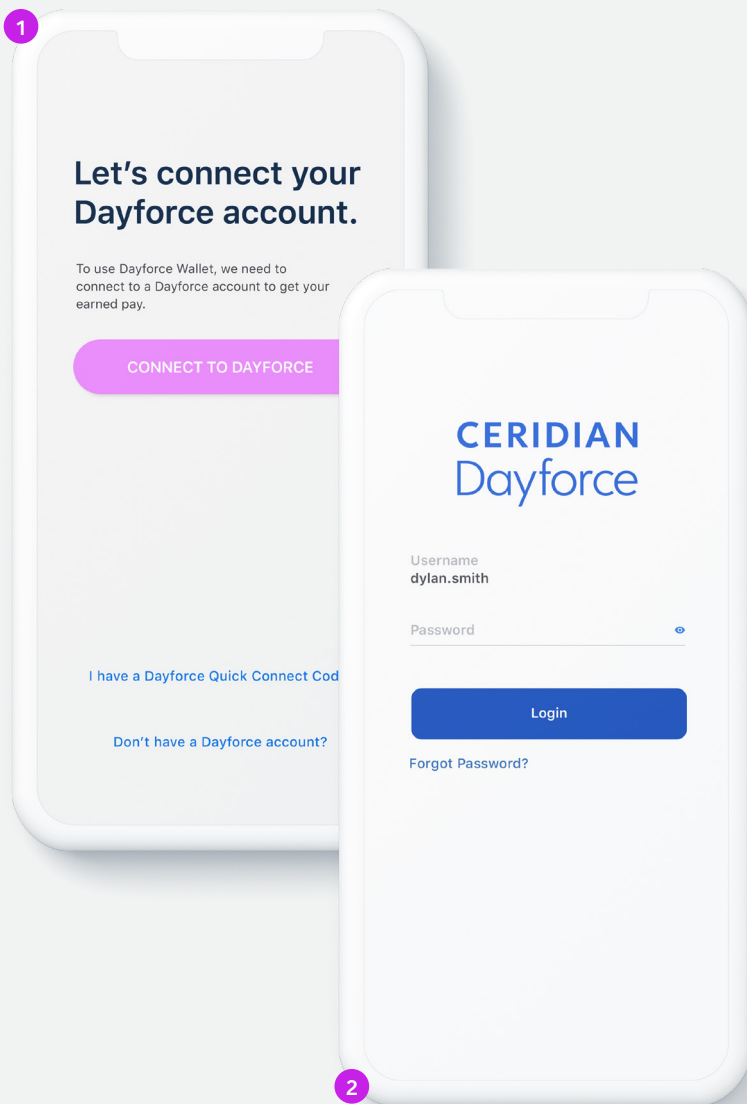 1
Let's connect your
Dayforce account.
To use Dayforce Wallet, we need to
connect to a Dayforce account to get your
earned pay.
CONNECT TO DAYFORCE
I have a Dayforce Quick Connect Cod
Don't have a Dayforce account?
CERIDIAN
Dayforce
Username
dylan.smith
Password
Login
Forgot Password?
2